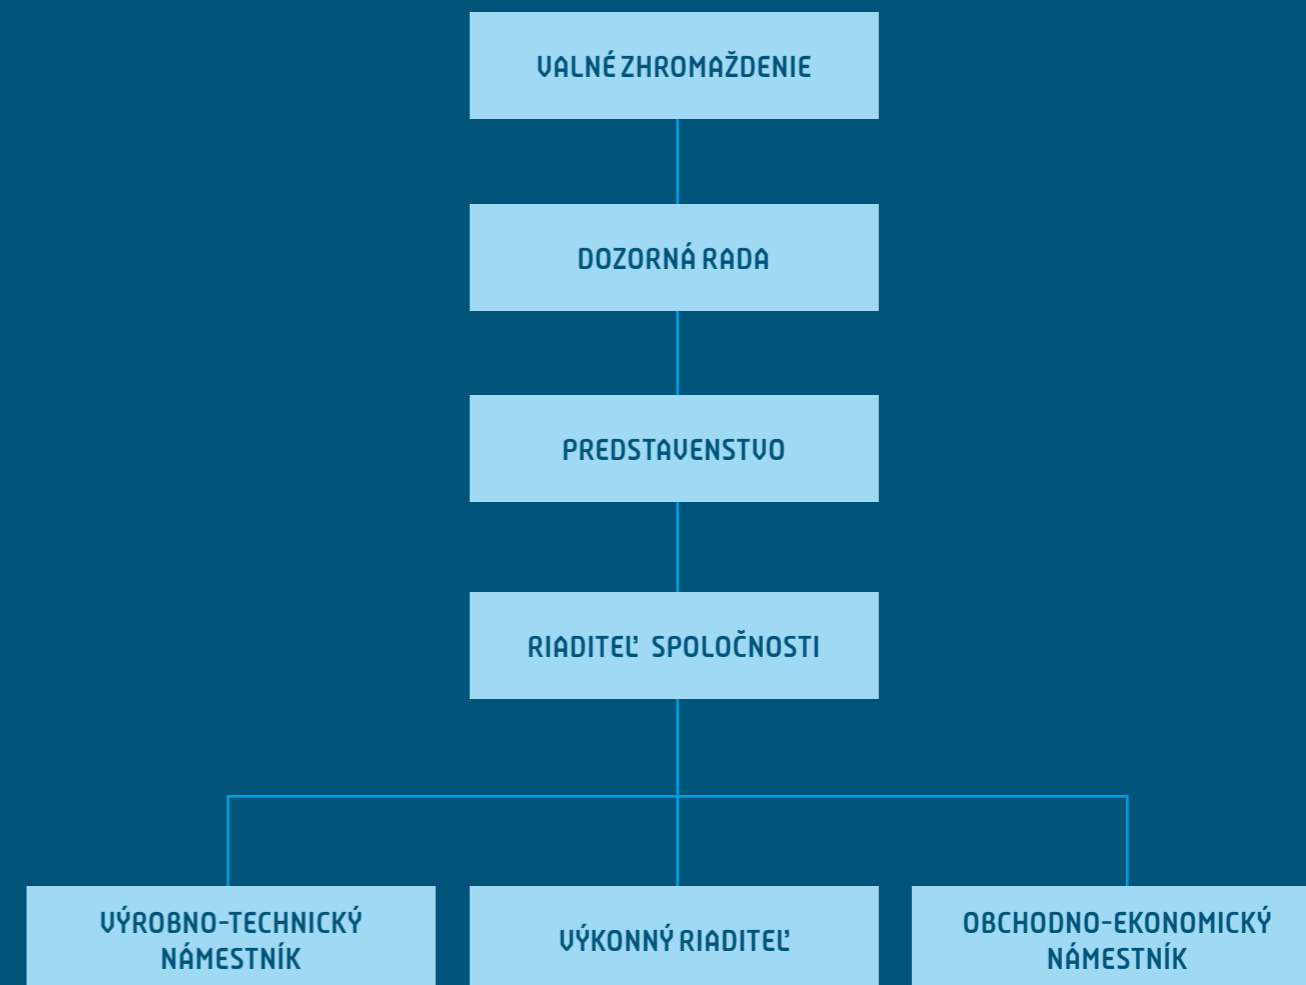 VALNÉ ZHROMAŽDENIE
DOZORNÁ RADA
PREDSTAVENSTVO
RIADITEĽ SPOLOČNOSTI
VÝROBNO-TECHNICKÝ
NÁMESTNÍK
VÝKONNÝ RIADITEĽ
OBCHODNO-EKONOMICKÝ
NÁMESTNÍK